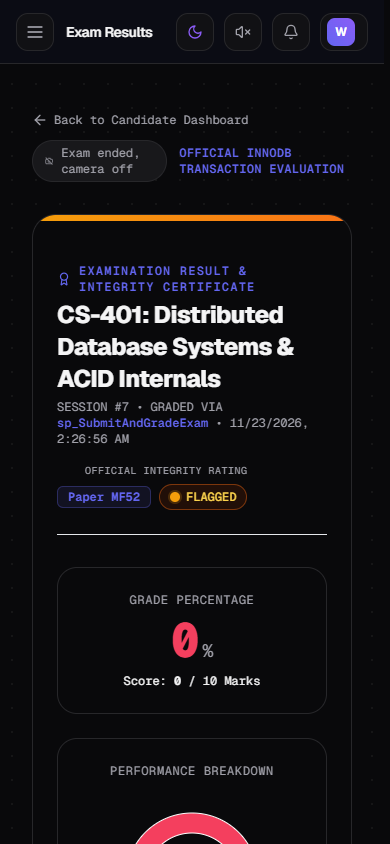 Exam Results
W
Back to Candidate Dashboard
Exam ended,
camera off
OFFICIAL INNODB
TRANSACTION EVALUATION
EXAMINATION RESULT &
INTEGRITY CERTIFICATE
CS-401: Distributed
Database Systems &
ACID Internals
SESSION #7 • GRADED VIA
sp_SubmitAndGradeExam • 11/23/2026,
2:26:56 AM
OFFICIAL INTEGRITY RATING
Paper MF52
FLAGGED
GRADE PERCENTAGE
0%
Score: 0 / 10 Marks
PERFORMANCE BREAKDOWN